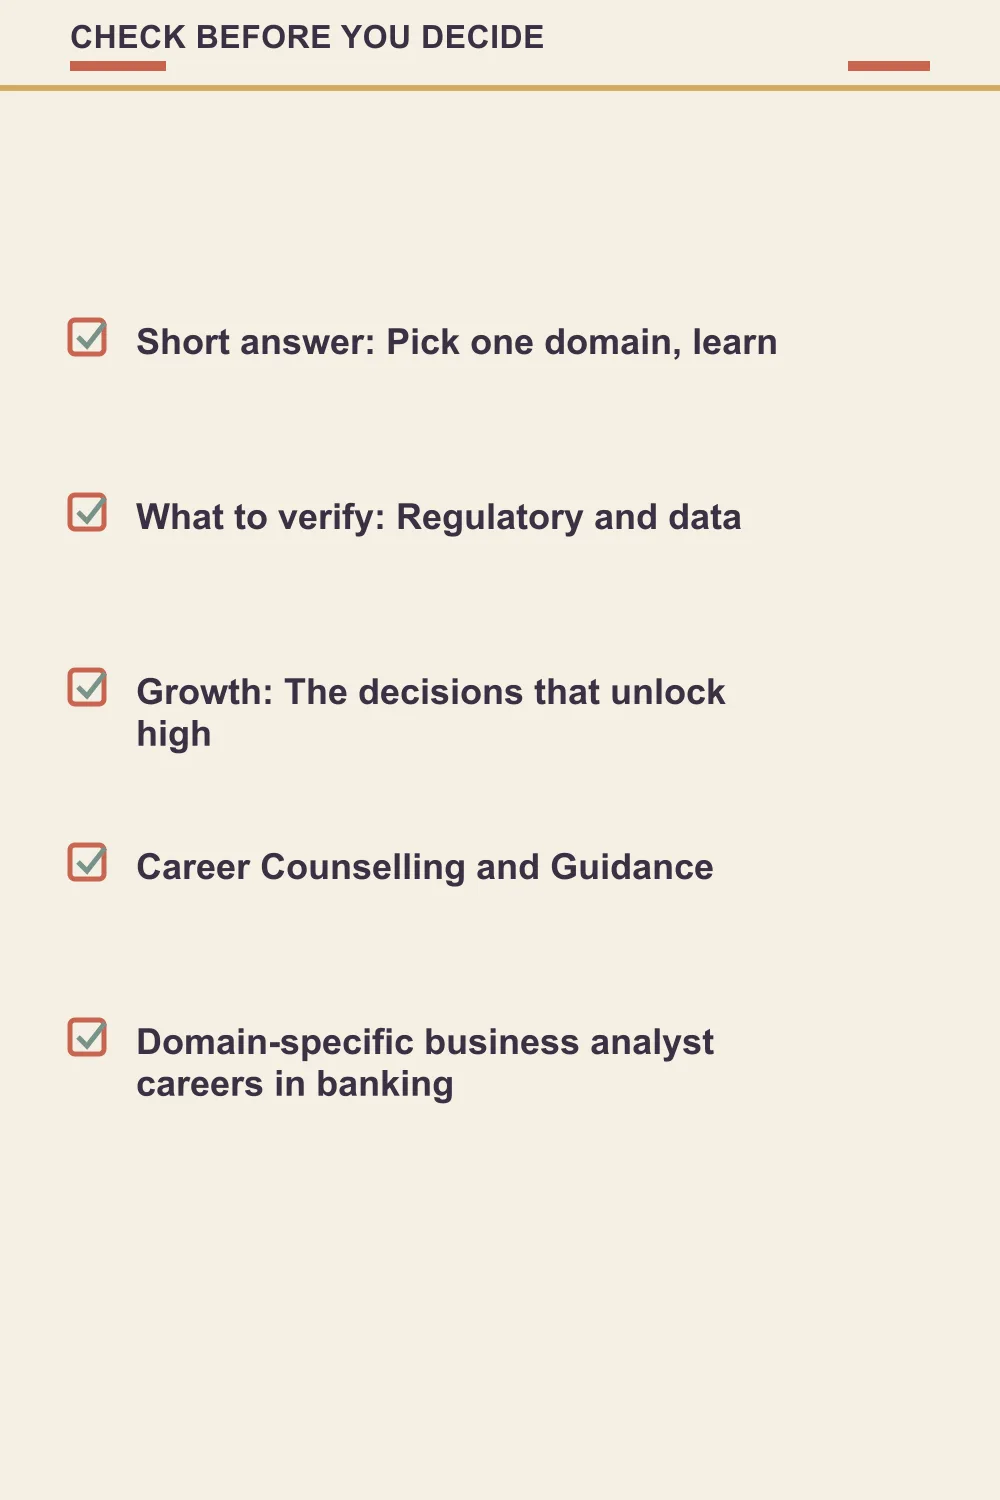 CHECK BEFORE YOU DECIDE
Short answer: Pick one domain, learn
What to verify: Regulatory and data
Growth: The decisions that unlock
high
Career Counselling and Guidance
Domain-specific business analyst
careers in banking